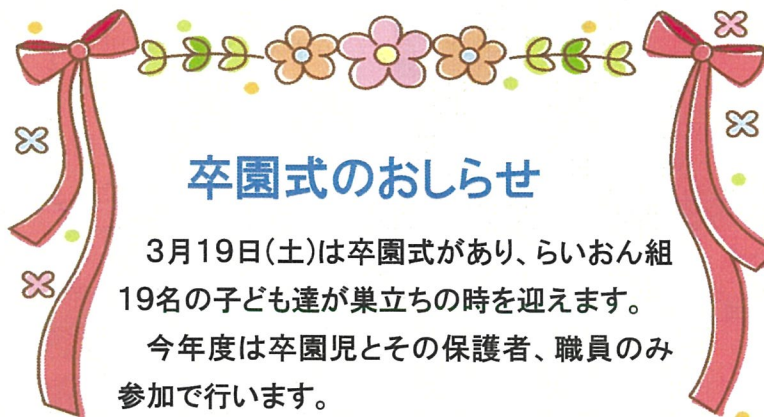 卒園式のおしらせ
3月19日(土)は卒園式があり、らいおん組
19名の子ども達が巣立ちの時を迎えます。
今年度は卒園児とその保護者、職員のみ
参加で行います。